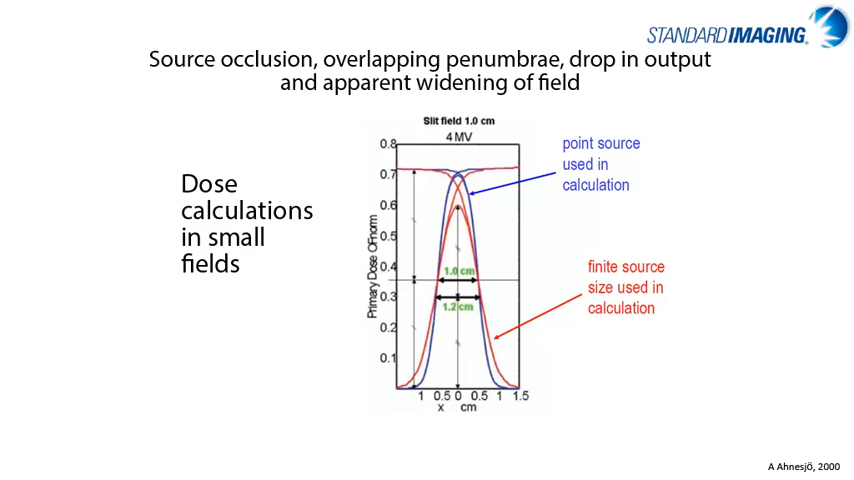 STANDARD IMAGING
Source occlusion, overlapping penumbrae, drop in output
and apparent widening of field
Dose
calculations
in small
fields
Slit field 1.0 cm
4 MV
0.8
0.7
0.6
0.5
0.4
0.3
0.2
0.1
Primary Dose OFnorm
1.0 cm
1.2 cm
1 0.5 0 0.5 1 1.5
x cm
point source
used in
calculation
finite source
size used in
calculation
A Ahnesjö, 2000